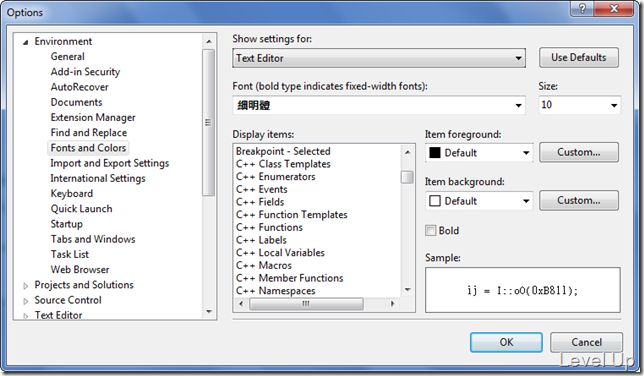 Options
Environment
General
Add-in Security
AutoRecover
Documents
Extension Manager
Find and Replace
Fonts and Colors
Import and Export Settings
International Settings
Keyboard
Quick Launch
Startup
Tabs and Windows
Task List
Web Browser
Projects and Solutions
Source Control
Text Editor
Show settings for:
Text Editor
Use Defaults
Font (bold type indicates fixed-width fonts):
Size:
細明體
10
Display items:
Breakpoint - Selected
C++ Class Templates
C++ Enumerators
C++ Events
C++ Fields
C++ Function Templates
C++ Functions
C++ Labels
C++ Local Variables
C++ Macros
C++ Member Functions
C++ Namespaces
Item foreground:
Default
Custom...
Item background:
Default
Custom...
Bold
Sample:
ij = I::oO(0xB81l);
OK
Cancel
Level Up